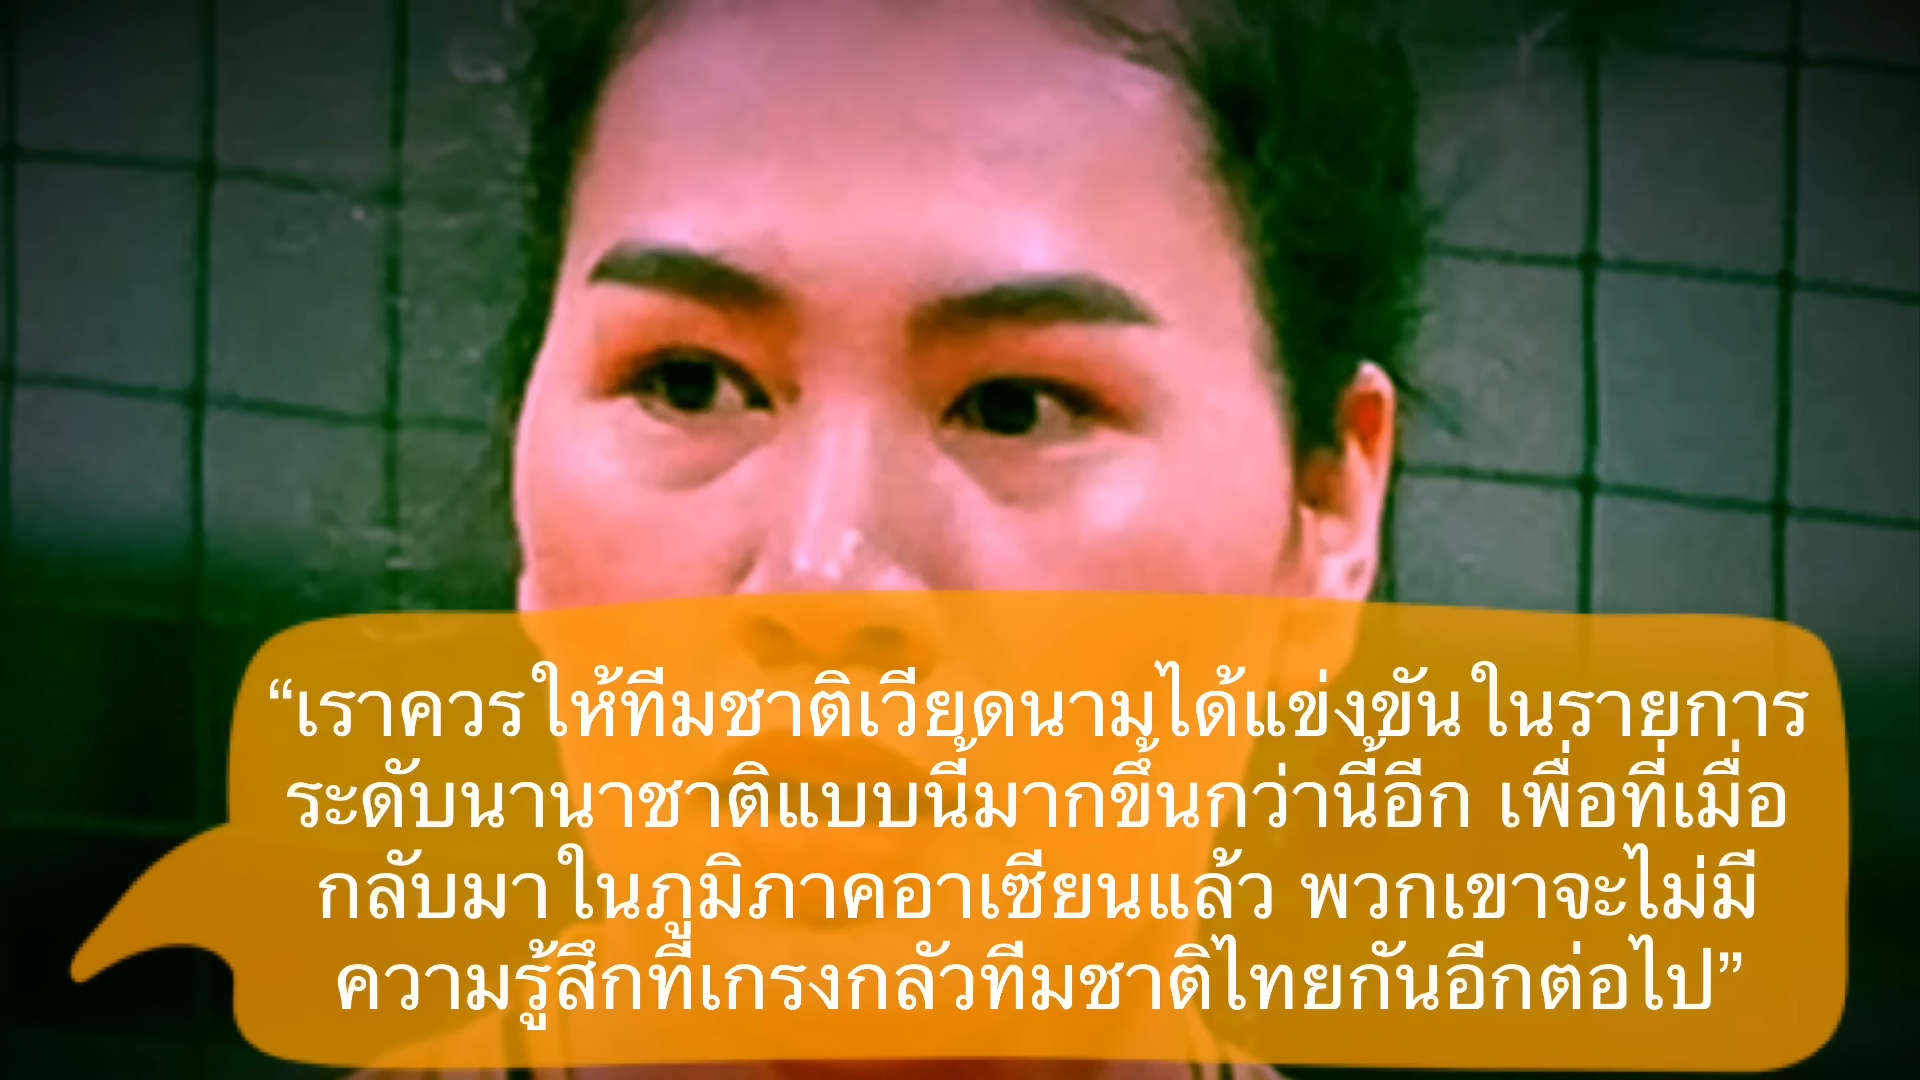 “เราควรให้ทีมชาติเวียดนามได้แข่งขันในรายการ
ระดับนานาชาติแบบนี้มากขึ้นกว่านี้อีก เพื่อที่เมื่อ
กลับมาในภูมิภาคอาเซียนแล้ว พวกเขาจะไม่มี
ความรู้สึกที่เกรงกลัวทีมชาติไทยกันอีกต่อไป”